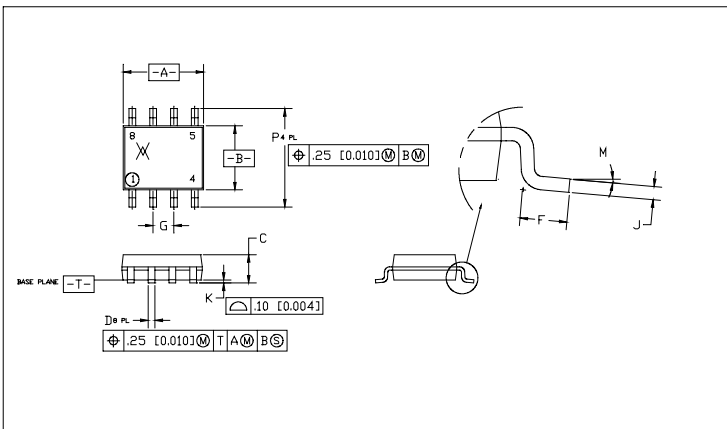 -A-
8 5
P 4 PL
-B-
⌖ .25 [0.010] Ⓜ B Ⓜ
1 4
G
M
F
J
C
BASE PLANE -T-
K
⌓ .10 [0.004]
D 8 PL
⌖ .25 [0.010] Ⓜ T A Ⓜ B Ⓢ